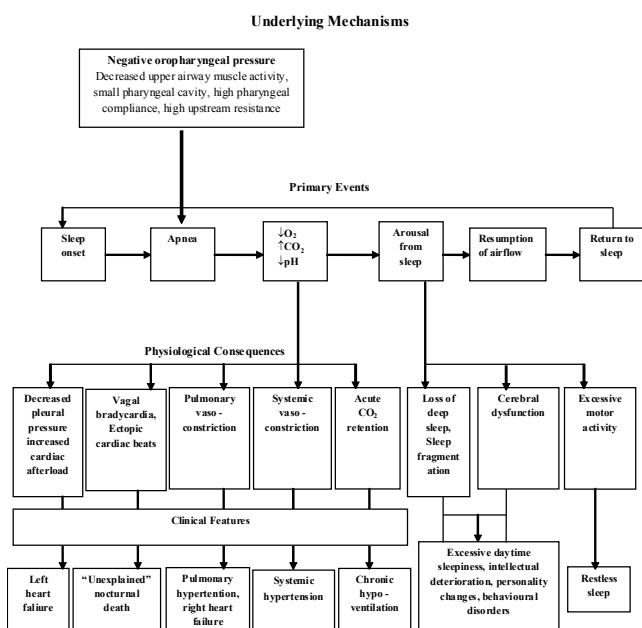 Underlying Mechanisms
Negative oropharyngeal pressure
Decreased upper airway muscle activity,
small pharyngeal cavity, high pharyngeal
compliance, high upstream resistance
Primary Events
Sleep
onset
Apnea
↓O₂
↑CO₂
↓pH
Arousal
from
sleep
Resumption
of airflow
Return to
sleep
Physiological Consequences
Decreased
pleural
pressure
increased
cardiac
afterload
Vagal
bradycardia,
Ectopic
cardiac beats
Pulmonary
vaso -
constriction
Systemic
vaso -
constriction
Acute
CO₂
retention
Loss of
deep
sleep,
Sleep
fragment
ation
Cerebral
dysfunction
Excessive
motor
activity
Clinical Features
Left
heart
faliure
“Unexplained”
nocturnal
death
Pulmonary
hypertention,
right heart
failure
Systemic
hypertension
Chronic
hypo -
ventilation
Excessive daytime
sleepiness, intellectual
deterioration, personality
changes, behavioural
disorders
Restless
sleep